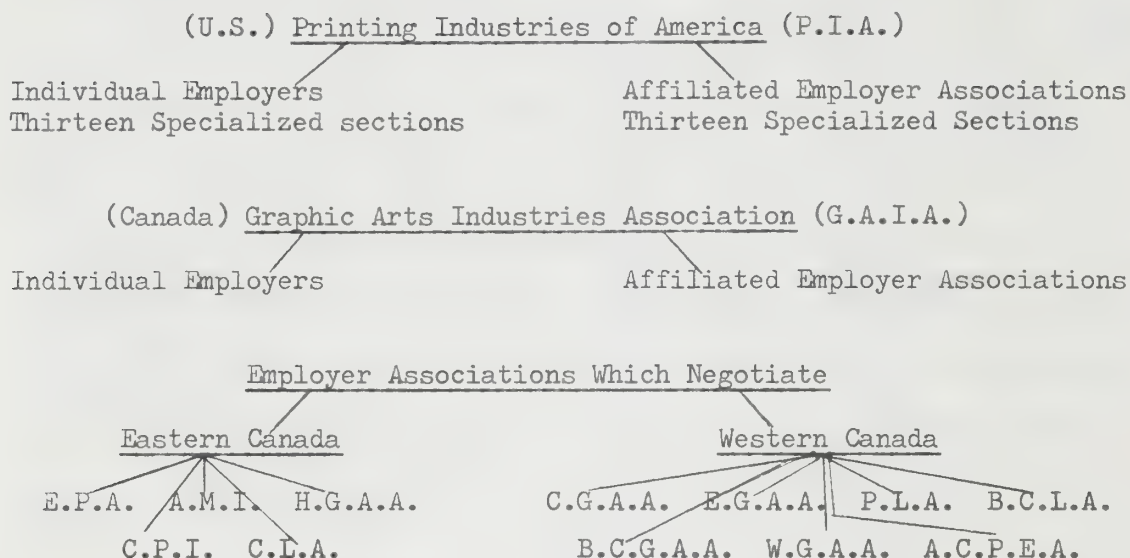 (U.S.) Printing Industries of America (P.I.A.)
Individual Employers Affiliated Employer Associations
Thirteen Specialized sections Thirteen Specialized Sections
(Canada) Graphic Arts Industries Association (G.A.I.A.)
Individual Employers Affiliated Employer Associations
Employer Associations Which Negotiate
Eastern Canada Western Canada
E.P.A. A.M.I. H.G.A.A. C.G.A.A. E.G.A.A. P.L.A. B.C.L.A.
C.P.I. C.L.A. B.C.G.A.A. W.G.A.A. A.C.P.E.A.